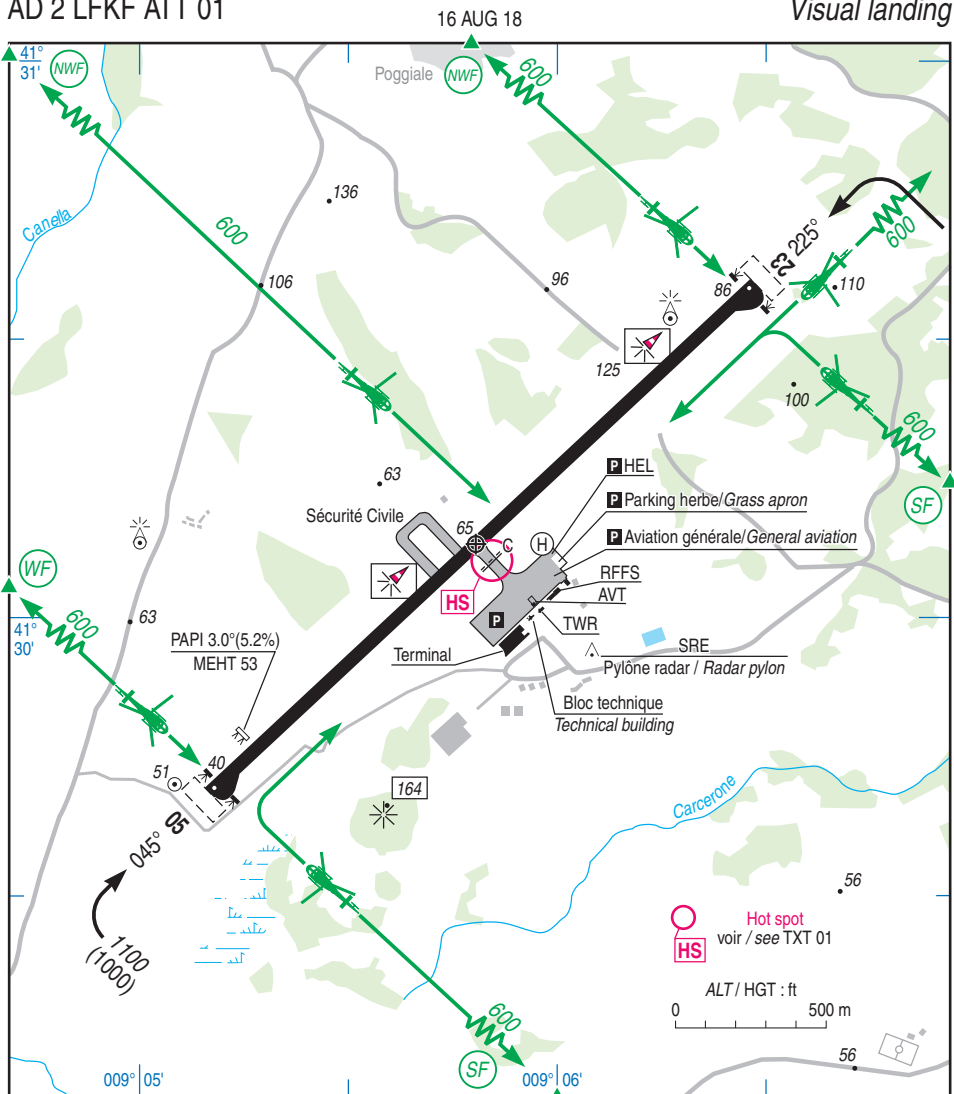 AD 2 LFKF ATT 01
16 AUG 18
Visual landing
41°
31'
NWF
Poggiale
NWF
600
Canella
136
600
225°
23
600
106
96
86
110
125
100
600
SF
63
HEL
P
P
Parking herbe/Grass apron
Sécurité Civile
65
C
H
P
Aviation générale/General aviation
WF
RFFS
HS
AVT
600
63
P
TWR
41°
30'
PAPI 3.0°(5.2%)
MEHT 53
Terminal
SRE
Pylône radar / Radar pylon
Bloc technique
Technical building
40
51
164
05
Carcerone
045°
56
Hot spot
voir / see TXT 01
HS
1100
(1000)
ALT / HGT : ft
0
500 m
600
56
SF
009° 05'
009° 06'